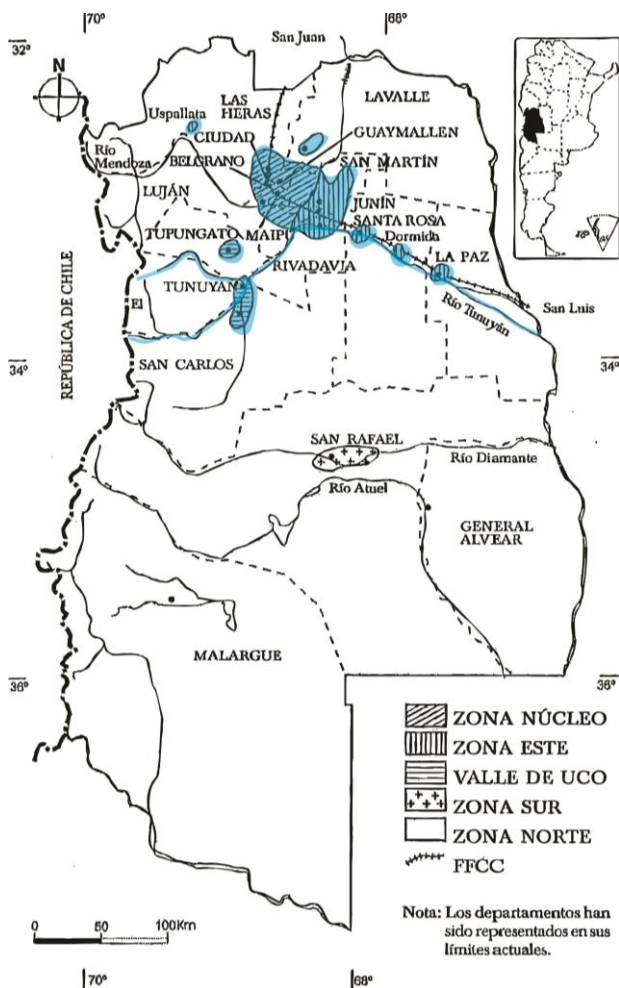 70°
68°
32°
San Juan
N
Uspallata
LAS
HERAS
LAVALLE
CIUDAD
GUAYMALLEN
Río
Mendoza
BELGRANO
SAN MARTÍN
LUJÁN
JUNÍN
SANTA ROSA
TUPUNGATO
MAIPU
Dormida
RIVADAVIA
LA PAZ
TUNUYAN
El
San Luis
Río Tunuyán
REPÚBLICA DE CHILE
SAN CARLOS
34°
34°
SAN RAFAEL
Río Diamante
Río Atuel
GENERAL
ALVEAR
MALARGUE
36°
36°
ZONA NÚCLEO
ZONA ESTE
VALLE DE UCO
ZONA SUR
ZONA NORTE
FFCC
Nota: Los departamentos han
sido representados en sus
límites actuales.
0 50 100Km
70°
68°